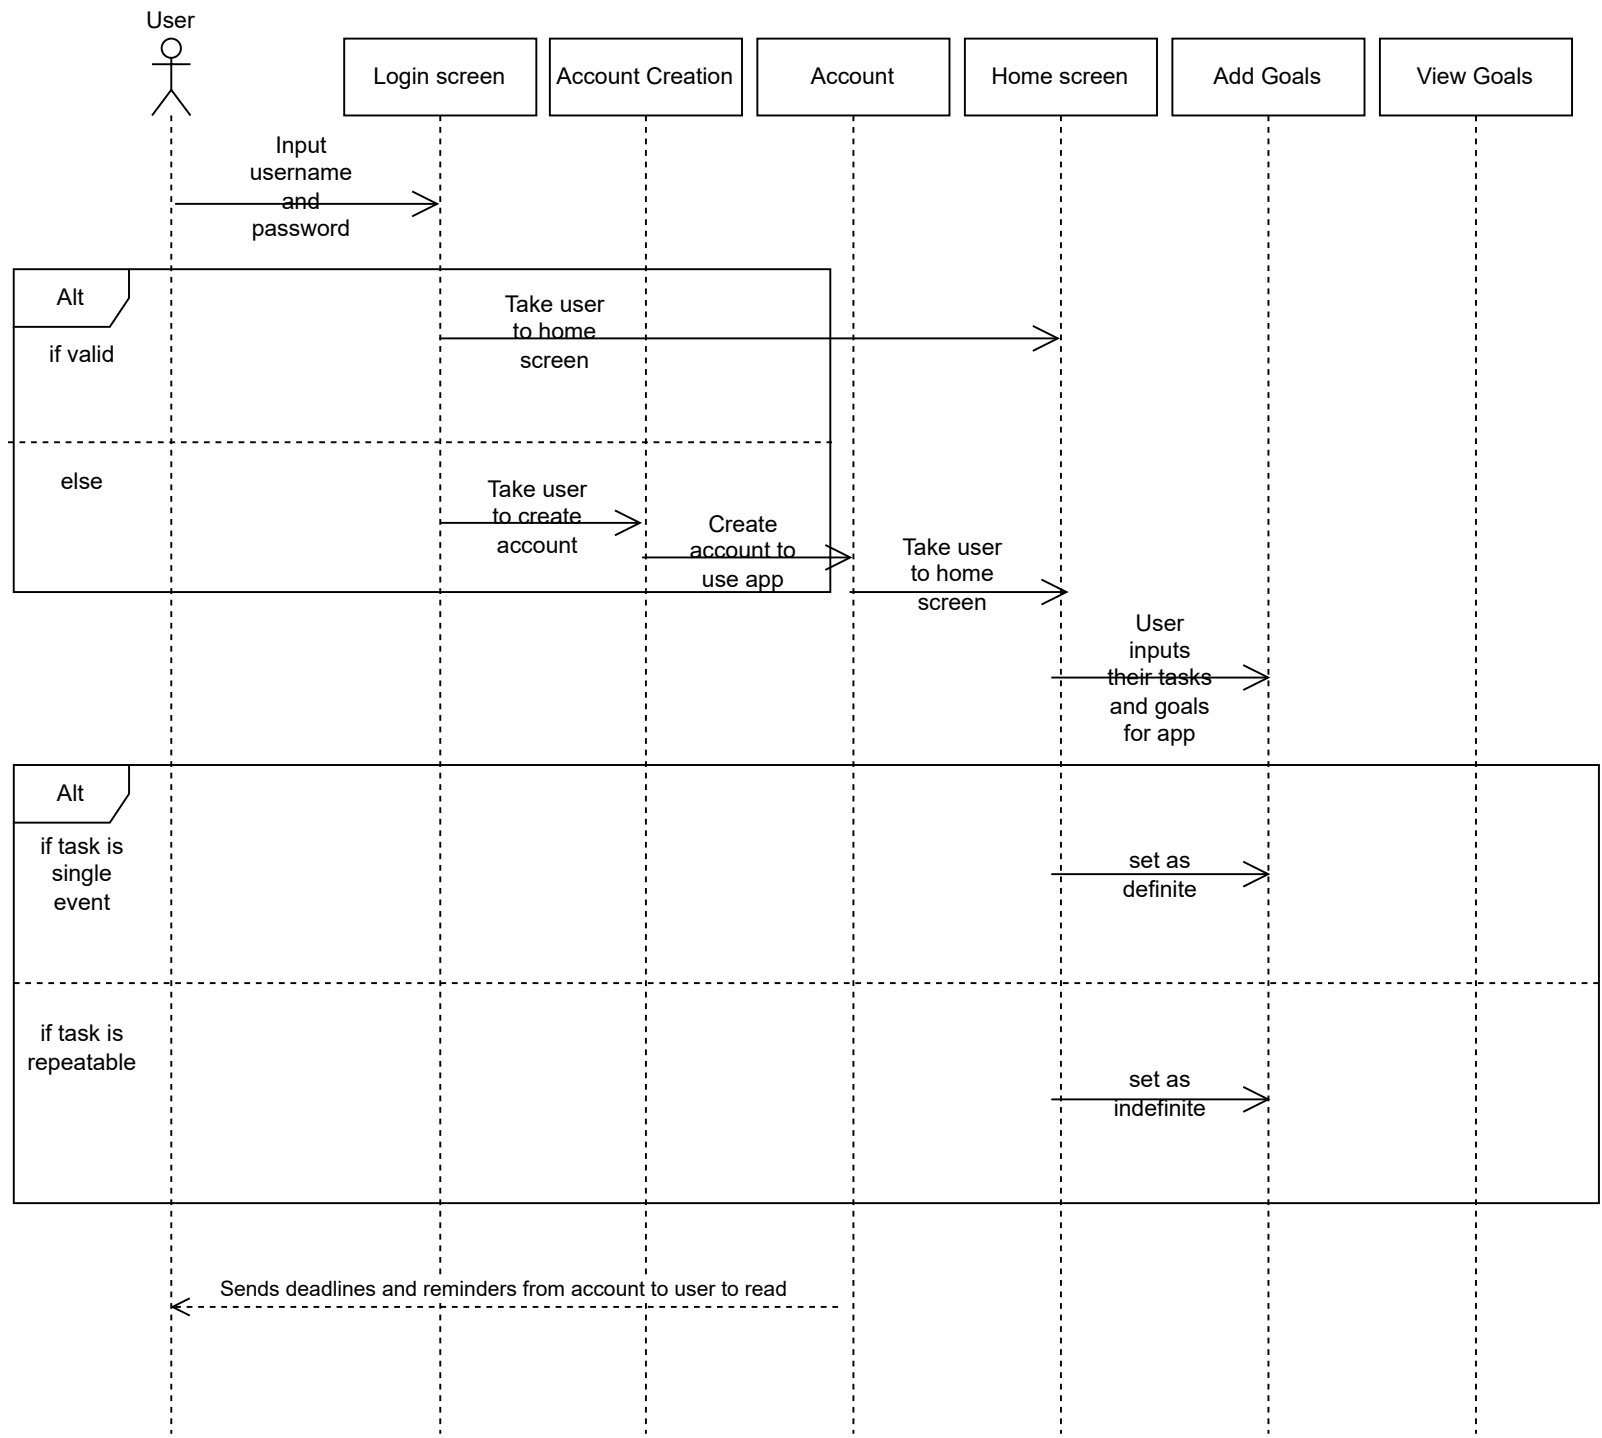 User
Login screen
Account Creation
Account
Home screen
Add Goals
View Goals
Input
username
and
password
Alt
if valid
Take user
to home
screen
else
Take user
to create
account
Create
account to
use app
Take user
to home
screen
User
inputs
their tasks
and goals
for app
Alt
if task is
single
event
set as
definite
if task is
repeatable
set as
indefinite
Sends deadlines and reminders from account to user to read